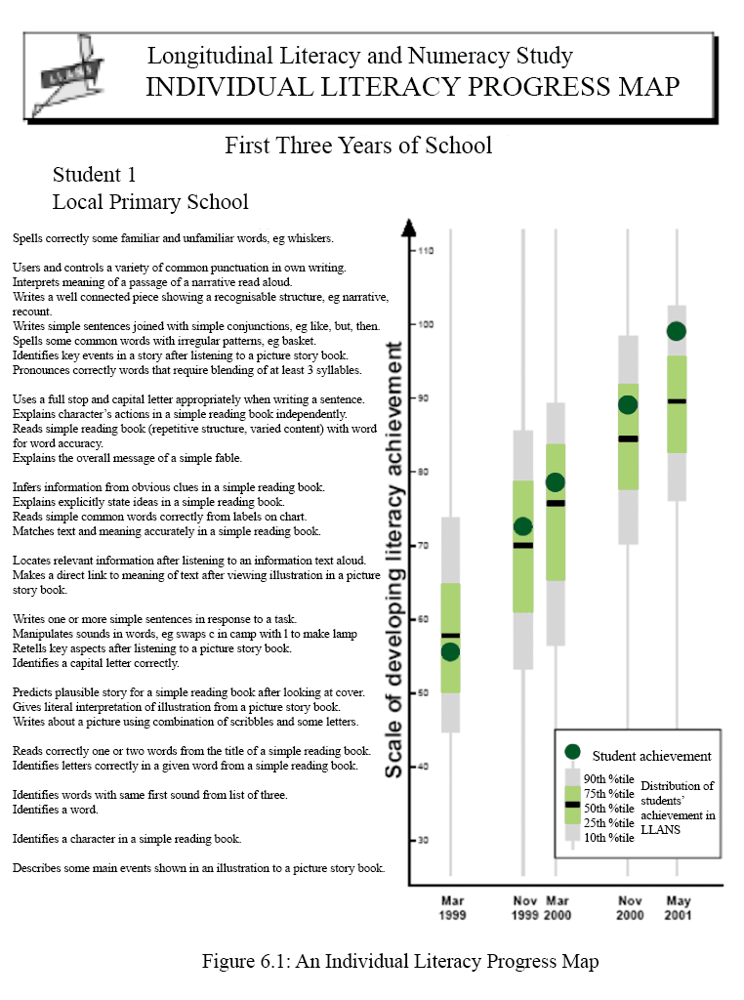 LLANS
Longitudinal Literacy and Numeracy Study
INDIVIDUAL LITERACY PROGRESS MAP
First Three Years of School
Student 1
Local Primary School
Spells correctly some familiar and unfamiliar words, eg whiskers.
Users and controls a variety of common punctuation in own writing.
Interprets meaning of a passage of a narrative read aloud.
Writes a well connected piece showing a recognisable structure, eg narrative,
recount.
Writes simple sentences joined with simple conjunctions, eg like, but, then.
Spells some common words with irregular patterns, eg basket.
Identifies key events in a story after listening to a picture story book.
Pronounces correctly words that require blending of at least 3 syllables.
Uses a full stop and capital letter appropriately when writing a sentence.
Explains character’s actions in a simple reading book independently.
Reads simple reading book (repetitive structure, varied content) with word
for word accuracy.
Explains the overall message of a simple fable.
Infers information from obvious clues in a simple reading book.
Explains explicitly state ideas in a simple reading book.
Reads simple common words correctly from labels on chart.
Matches text and meaning accurately in a simple reading book.
Locates relevant information after listening to an information text aloud.
Makes a direct link to meaning of text after viewing illustration in a picture
story book.
Writes one or more simple sentences in response to a task.
Manipulates sounds in words, eg swaps c in camp with l to make lamp
Retells key aspects after listening to a picture story book.
Identifies a capital letter correctly.
Predicts plausible story for a simple reading book after looking at cover.
Gives literal interpretation of illustration from a picture story book.
Writes about a picture using combination of scribbles and some letters.
Reads correctly one or two words from the title of a simple reading book.
Identifies letters correctly in a given word from a simple reading book.
Identifies words with same first sound from list of three.
Identifies a word.
Identifies a character in a simple reading book.
Describes some main events shown in an illustration to a picture story book.
Scale of developing literacy achievement
110
100
90
80
70
60
50
40
30
Student achievement
90th %tile
75th %tile
50th %tile
25th %tile
10th %tile
Distribution of
students’
achievement in
LLANS
Mar Nov Mar Nov May
1999 1999 2000 2000 2001
Figure 6.1: An Individual Literacy Progress Map